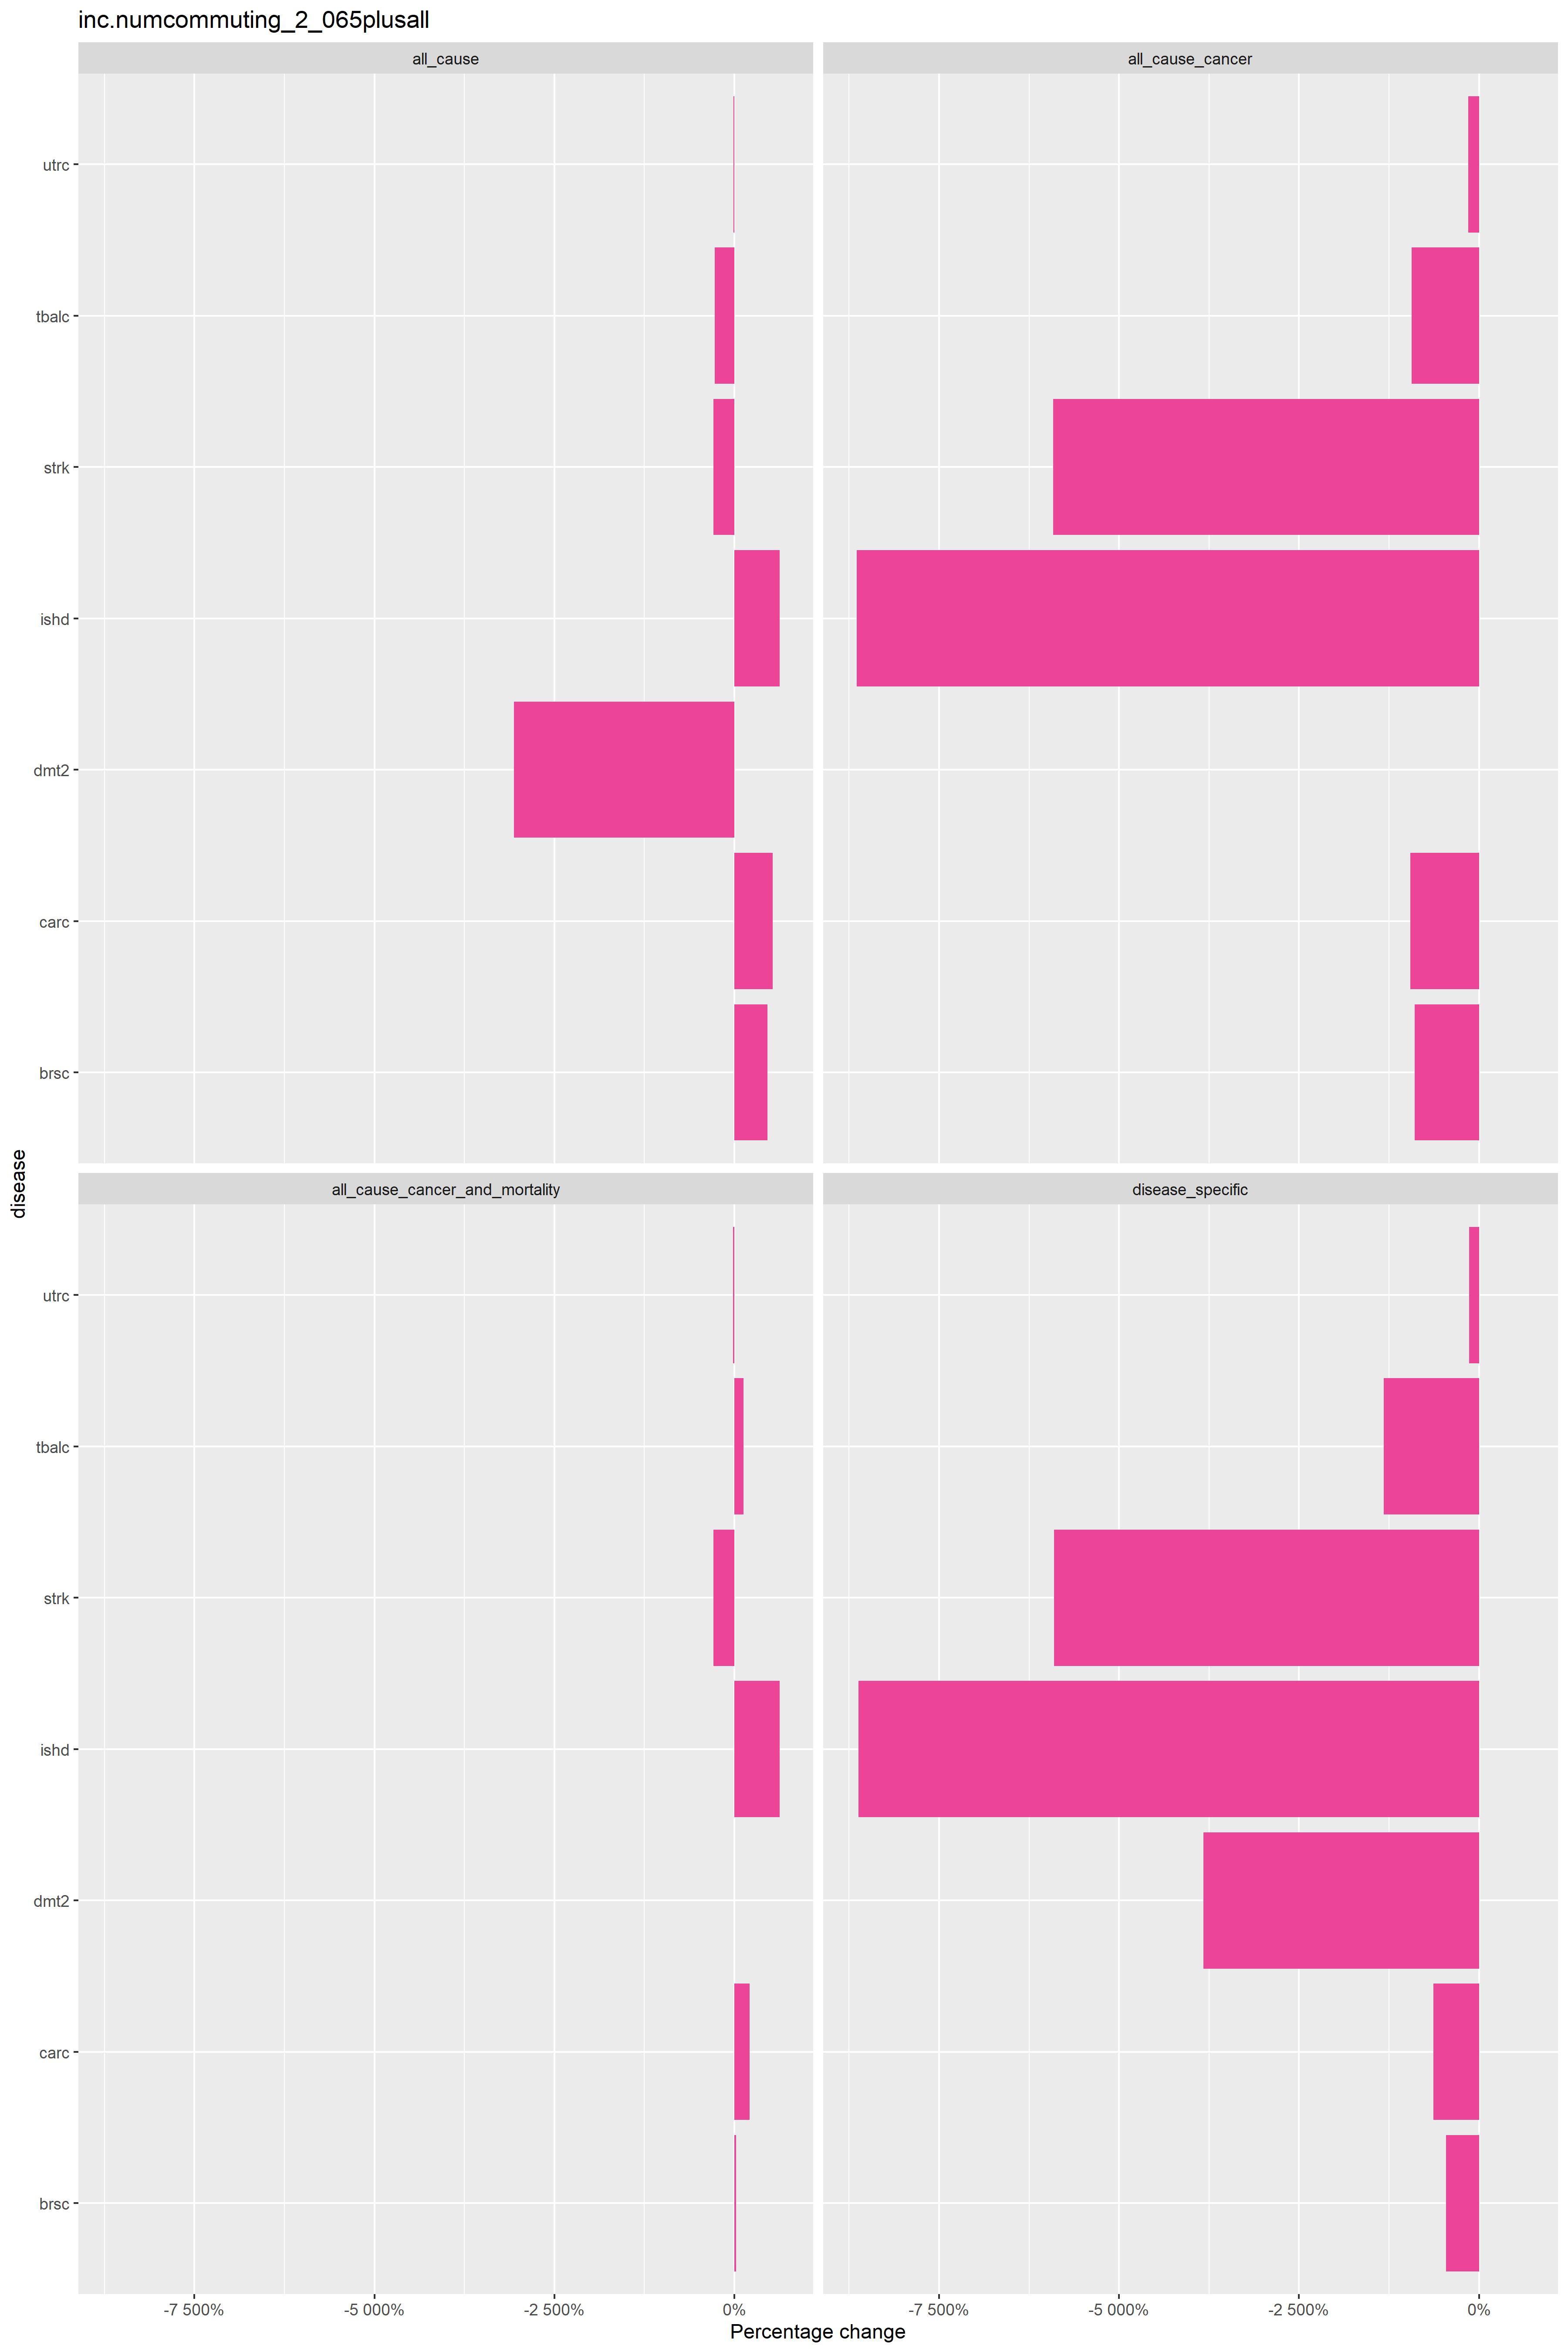 inc.numcommuting_2_065plusall
all_cause
all_cause_cancer
utrc
tbalc
strk
ishd
dmt2
carc
brsc
disease
all_cause_cancer_and_mortality
disease_specific
utrc
tbalc
strk
ishd
dmt2
carc
brsc
-7 500%
-5 000%
-2 500%
0%
-7 500%
-5 000%
-2 500%
0%
Percentage change